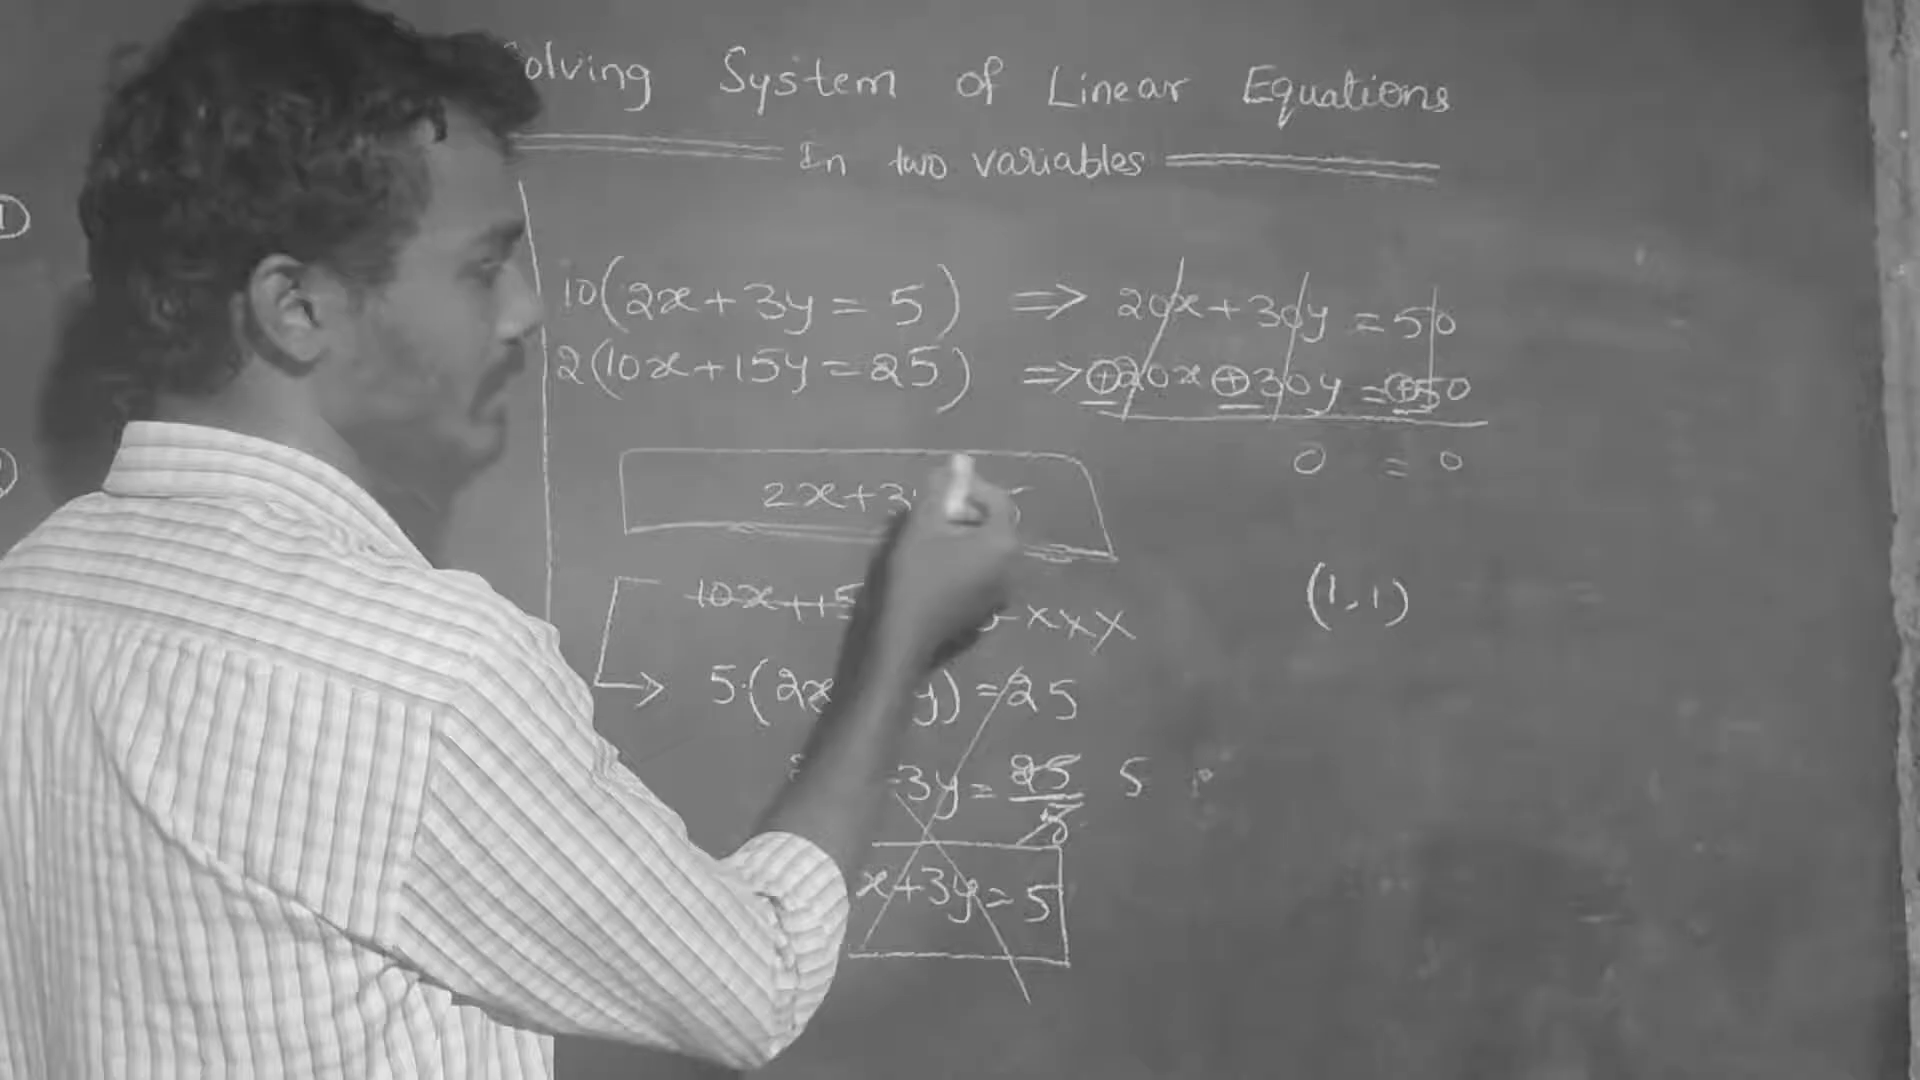 olving System of Linear Equations
In two variables
1
10(2x+3y=5) ⇒ 20x+30y=50
2(10x+15y=25) ⇒ ⊕20x⊕30y=⊕50
0 = 0
2x+3
(1,1)
10x+15 xxx
5·(2x y)=25
3y=25/5 5
x+3y=5